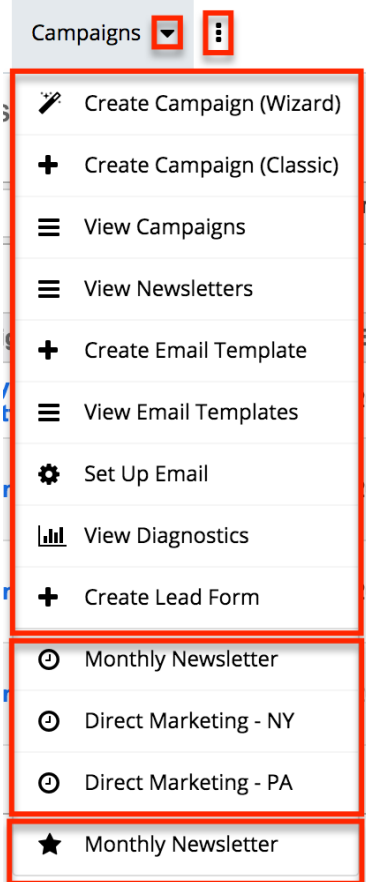 Campaigns
Create Campaign (Wizard)
Create Campaign (Classic)
View Campaigns
View Newsletters
Create Email Template
View Email Templates
Set Up Email
View Diagnostics
Create Lead Form
Monthly Newsletter
Direct Marketing - NY
Direct Marketing - PA
Monthly Newsletter